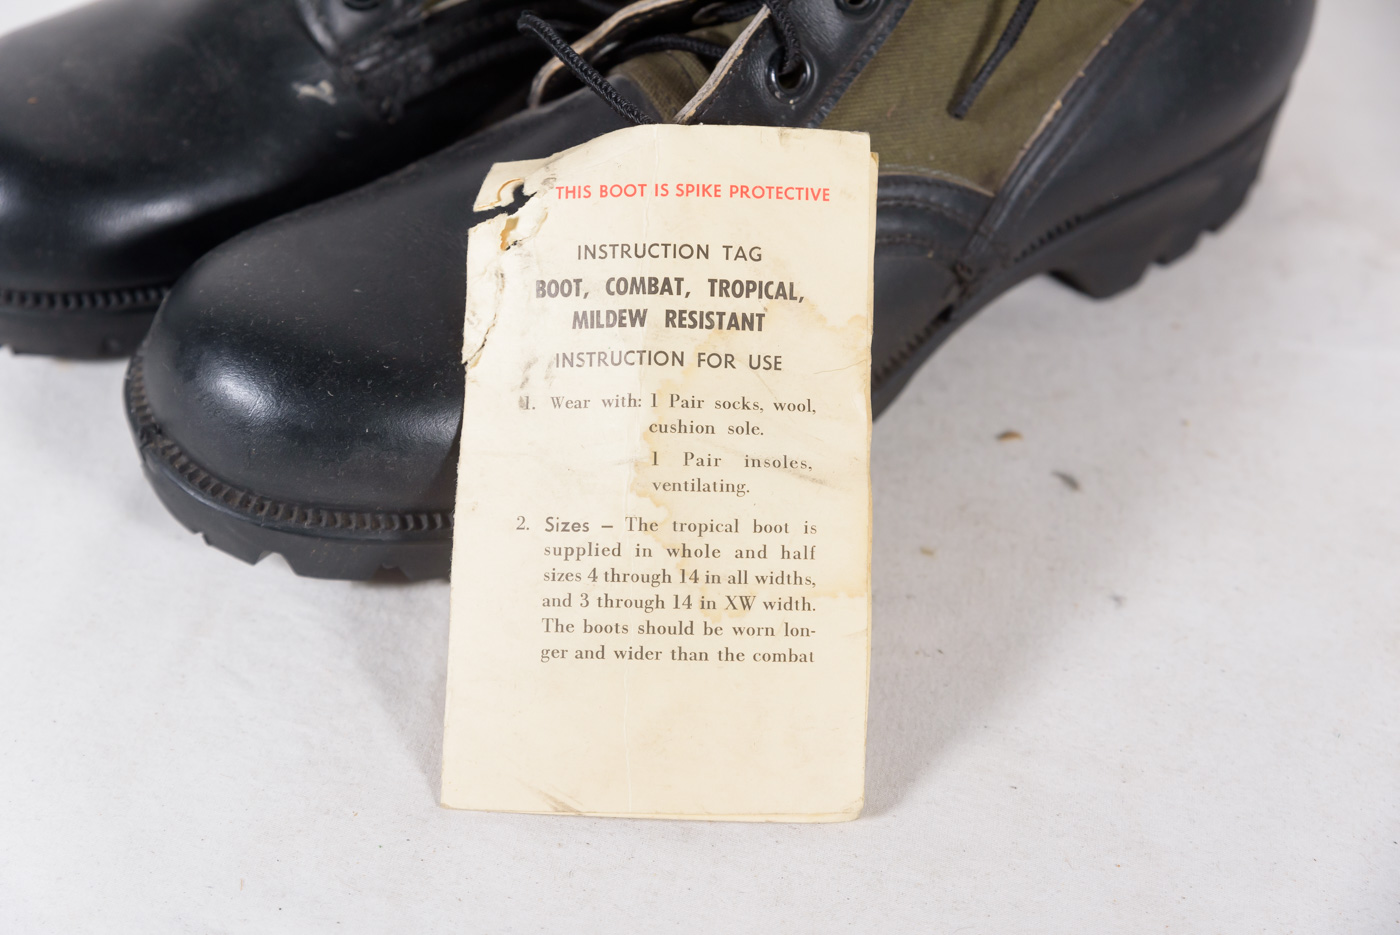 THIS BOOT IS SPIKE PROTECTIVE
INSTRUCTION TAG
BOOT, COMBAT, TROPICAL,
MILDEW RESISTANT
INSTRUCTION FOR USE
1. Wear with: 1 Pair socks, wool,
cushion sole.
1 Pair insoles,
ventilating.
2. Sizes – The tropical boot is
supplied in whole and half
sizes 4 through 14 in all widths,
and 3 through 14 in XW width.
The boots should be worn lon-
ger and wider than the combat